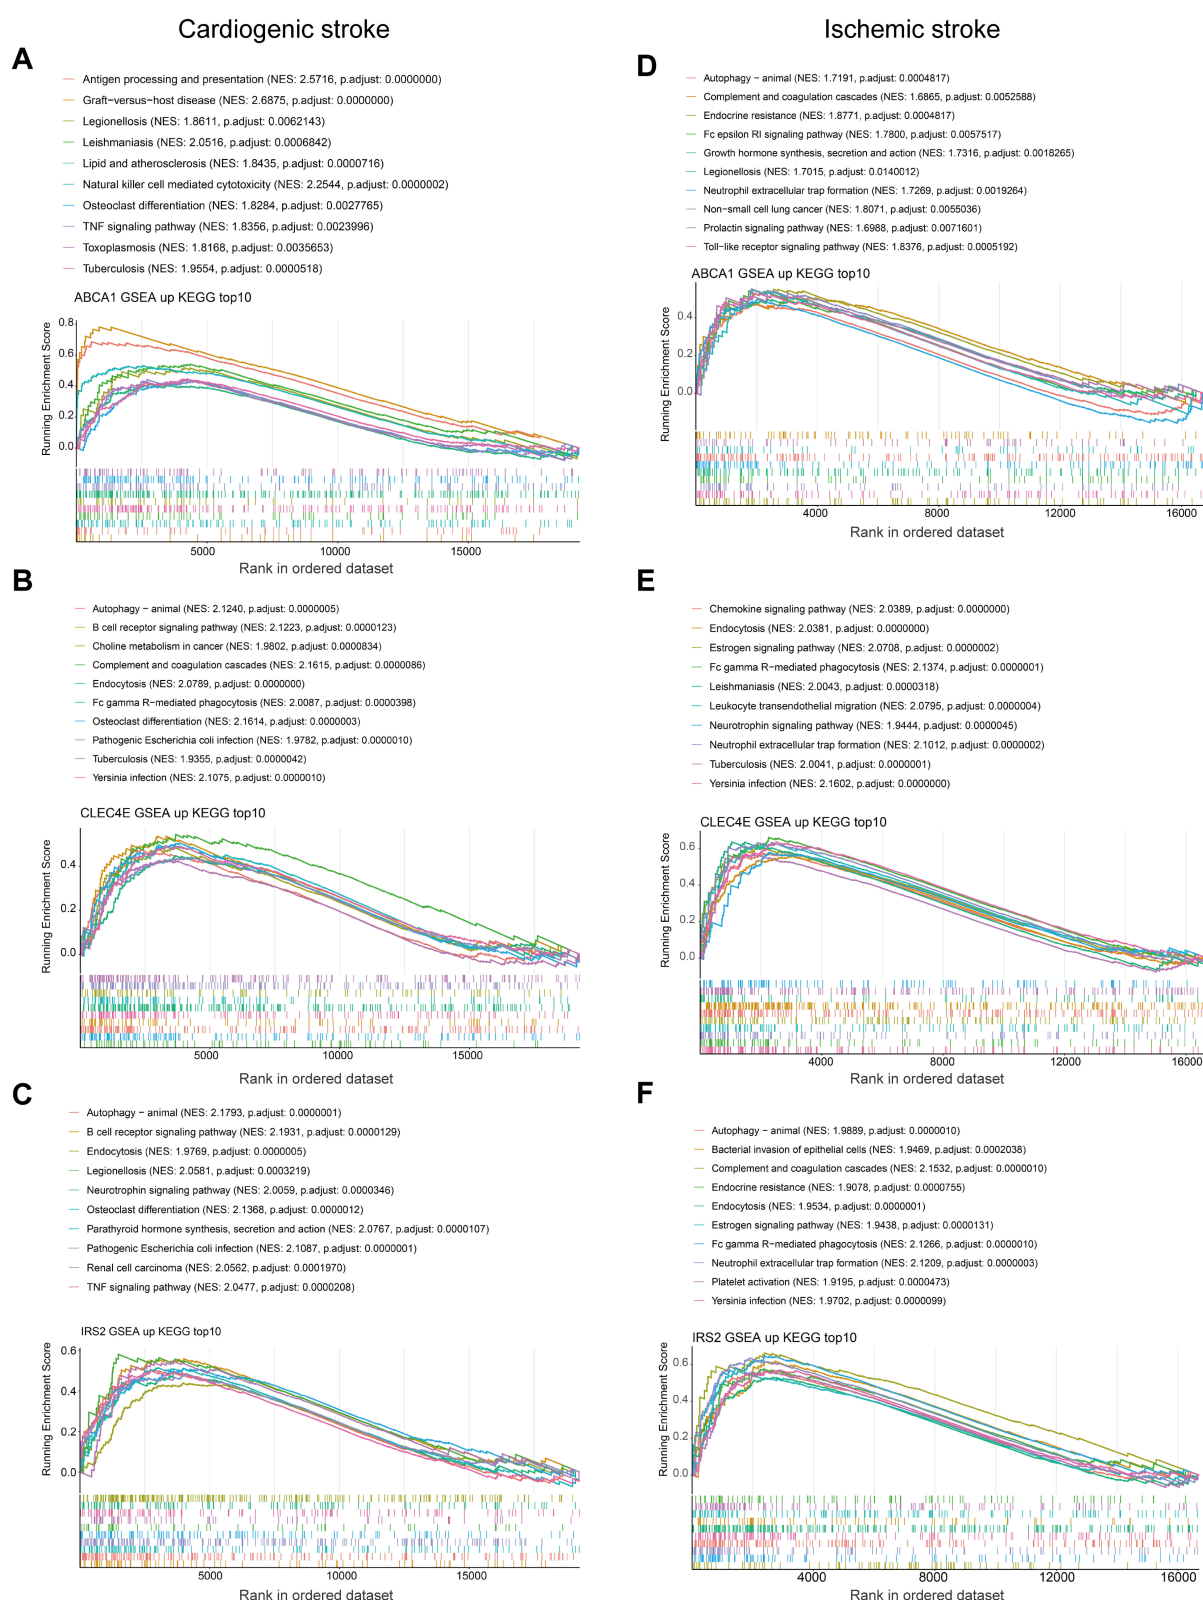 Cardiogenic stroke
A
Antigen processing and presentation (NES: 2.5716, p.adjust: 0.0000000)
Graft−versus−host disease (NES: 2.6875, p.adjust: 0.0000000)
Legionellosis (NES: 1.8611, p.adjust: 0.0062143)
Leishmaniasis (NES: 2.0516, p.adjust: 0.0006842)
Lipid and atherosclerosis (NES: 1.8435, p.adjust: 0.0000716)
Natural killer cell mediated cytotoxicity (NES: 2.2544, p.adjust: 0.0000002)
Osteoclast differentiation (NES: 1.8284, p.adjust: 0.0027765)
TNF signaling pathway (NES: 1.8356, p.adjust: 0.0023996)
Toxoplasmosis (NES: 1.8168, p.adjust: 0.0035653)
Tuberculosis (NES: 1.9554, p.adjust: 0.0000518)
ABCA1 GSEA up KEGG top10
Running Enrichment Score
0.8
0.6
0.4
0.2
0.0
5000 10000 15000
Rank in ordered dataset
B
Autophagy − animal (NES: 2.1240, p.adjust: 0.0000005)
B cell receptor signaling pathway (NES: 2.1223, p.adjust: 0.0000123)
Choline metabolism in cancer (NES: 1.9802, p.adjust: 0.0000834)
Complement and coagulation cascades (NES: 2.1615, p.adjust: 0.0000086)
Endocytosis (NES: 2.0789, p.adjust: 0.0000000)
Fc gamma R−mediated phagocytosis (NES: 2.0087, p.adjust: 0.0000398)
Osteoclast differentiation (NES: 2.1614, p.adjust: 0.0000003)
Pathogenic Escherichia coli infection (NES: 1.9782, p.adjust: 0.0000010)
Tuberculosis (NES: 1.9355, p.adjust: 0.0000042)
Yersinia infection (NES: 2.1075, p.adjust: 0.0000010)
CLEC4E GSEA up KEGG top10
Running Enrichment Score
0.4
0.2
0.0
5000 10000 15000
Rank in ordered dataset
C
Autophagy − animal (NES: 2.1793, p.adjust: 0.0000001)
B cell receptor signaling pathway (NES: 2.1931, p.adjust: 0.0000129)
Endocytosis (NES: 1.9769, p.adjust: 0.0000005)
Legionellosis (NES: 2.0581, p.adjust: 0.0003219)
Neurotrophin signaling pathway (NES: 2.0059, p.adjust: 0.0000346)
Osteoclast differentiation (NES: 2.1368, p.adjust: 0.0000012)
Parathyroid hormone synthesis, secretion and action (NES: 2.0767, p.adjust: 0.0000107)
Pathogenic Escherichia coli infection (NES: 2.1087, p.adjust: 0.0000001)
Renal cell carcinoma (NES: 2.0562, p.adjust: 0.0001970)
TNF signaling pathway (NES: 2.0477, p.adjust: 0.0000208)
IRS2 GSEA up KEGG top10
Running Enrichment Score
0.6
0.4
0.2
0.0
5000 10000 15000
Rank in ordered dataset
Ischemic stroke
D
Autophagy − animal (NES: 1.7191, p.adjust: 0.0004817)
Complement and coagulation cascades (NES: 1.6865, p.adjust: 0.0052588)
Endocrine resistance (NES: 1.8771, p.adjust: 0.0004817)
Fc epsilon RI signaling pathway (NES: 1.7800, p.adjust: 0.0057517)
Growth hormone synthesis, secretion and action (NES: 1.7316, p.adjust: 0.0018265)
Legionellosis (NES: 1.7015, p.adjust: 0.0140012)
Neutrophil extracellular trap formation (NES: 1.7269, p.adjust: 0.0019264)
Non−small cell lung cancer (NES: 1.8071, p.adjust: 0.0055036)
Prolactin signaling pathway (NES: 1.6988, p.adjust: 0.0071601)
Toll−like receptor signaling pathway (NES: 1.8376, p.adjust: 0.0005192)
ABCA1 GSEA up KEGG top10
Running Enrichment Score
0.4
0.2
0.0
4000 8000 12000 16000
Rank in ordered dataset
E
Chemokine signaling pathway (NES: 2.0389, p.adjust: 0.0000000)
Endocytosis (NES: 2.0381, p.adjust: 0.0000000)
Estrogen signaling pathway (NES: 2.0708, p.adjust: 0.0000002)
Fc gamma R−mediated phagocytosis (NES: 2.1374, p.adjust: 0.0000001)
Leishmaniasis (NES: 2.0043, p.adjust: 0.0000318)
Leukocyte transendothelial migration (NES: 2.0795, p.adjust: 0.0000004)
Neurotrophin signaling pathway (NES: 1.9444, p.adjust: 0.0000045)
Neutrophil extracellular trap formation (NES: 2.1012, p.adjust: 0.0000002)
Tuberculosis (NES: 2.0041, p.adjust: 0.0000001)
Yersinia infection (NES: 2.1602, p.adjust: 0.0000000)
CLEC4E GSEA up KEGG top10
Running Enrichment Score
0.6
0.4
0.2
0.0
4000 8000 12000 16000
Rank in ordered dataset
F
Autophagy − animal (NES: 1.9889, p.adjust: 0.0000010)
Bacterial invasion of epithelial cells (NES: 1.9469, p.adjust: 0.0002038)
Complement and coagulation cascades (NES: 2.1532, p.adjust: 0.0000010)
Endocrine resistance (NES: 1.9078, p.adjust: 0.0000755)
Endocytosis (NES: 1.9534, p.adjust: 0.0000001)
Estrogen signaling pathway (NES: 1.9438, p.adjust: 0.0000131)
Fc gamma R−mediated phagocytosis (NES: 2.1266, p.adjust: 0.0000010)
Neutrophil extracellular trap formation (NES: 2.1209, p.adjust: 0.0000003)
Platelet activation (NES: 1.9195, p.adjust: 0.0000473)
Yersinia infection (NES: 1.9702, p.adjust: 0.0000099)
IRS2 GSEA up KEGG top10
Running Enrichment Score
0.6
0.4
0.2
0.0
4000 8000 12000 16000
Rank in ordered dataset